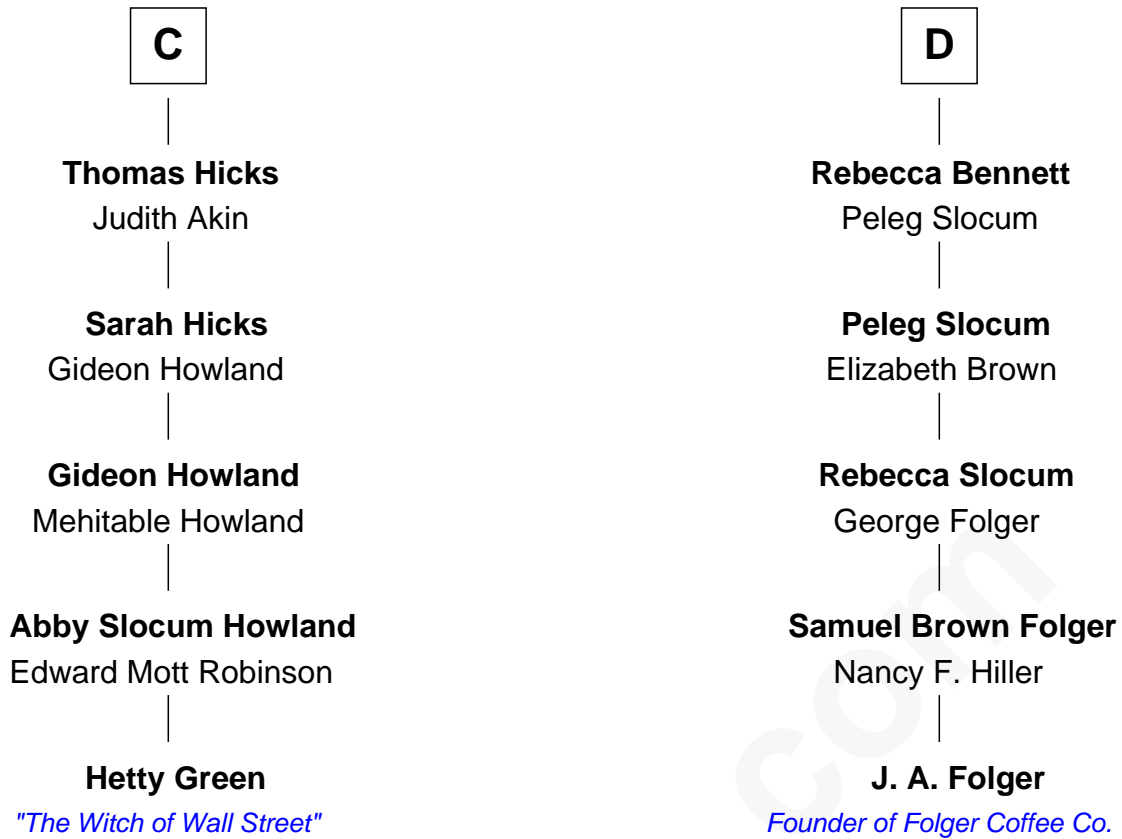 C
Thomas Hicks
Judith Akin
Sarah Hicks
Gideon Howland
Gideon Howland
Mehitable Howland
Abby Slocum Howland
Edward Mott Robinson
Hetty Green
"The Witch of Wall Street"
D
Rebecca Bennett
Peleg Slocum
Peleg Slocum
Elizabeth Brown
Rebecca Slocum
George Folger
Samuel Brown Folger
Nancy F. Hiller
J. A. Folger
Founder of Folger Coffee Co.
com